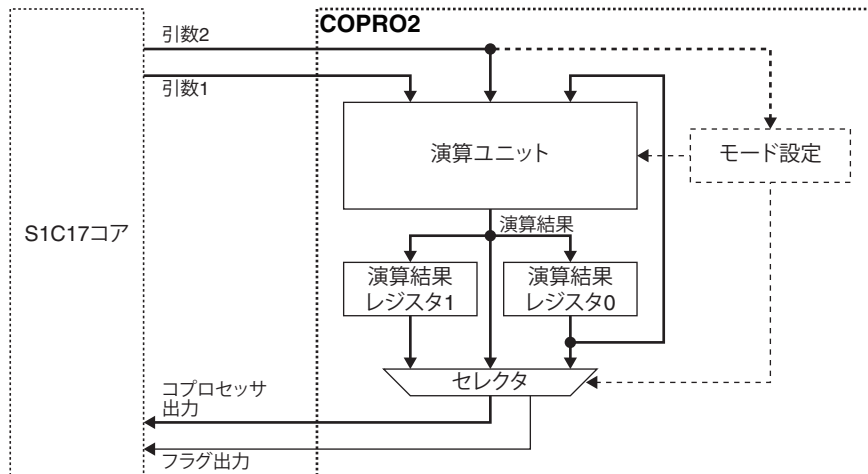 COPRO2
引数2
引数1
演算ユニット
モード設定
S1C17コア
演算結果
演算結果
レジスタ1
演算結果
レジスタ0
セレクタ
コプロセッサ
出力
フラグ出力